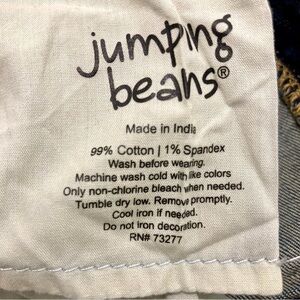 jumping
beans®
Made in India
99% Cotton | 1% Spandex
Wash before wearing.
Machine wash cold with like colors
Only non-chlorine bleach when needed.
Tumble dry low. Remove promptly.
Cool iron if needed.
Do not iron decoration.
RN# 73277